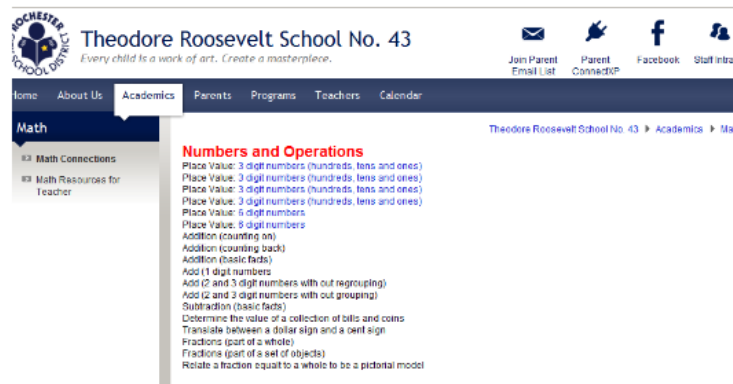 ROCHESTER
SCHOOL DISTRICT
Theodore Roosevelt School No. 43
Every child is a work of art. Create a masterpiece.
Join Parent
Email List
Parent
ConnectXP
Facebook
Staff Intra
Home About Us Academics Parents Programs Teachers Calendar
Math
Theodore Roosevelt School No. 43 Academics Ma
Math Connections
Math Resources for
Teacher
Numbers and Operations
Place Value: 3 digit numbers (hundreds, tens and ones)
Place Value: 3 digit numbers (hundreds, tens and ones)
Place Value: 3 digit numbers (hundreds, tens and ones)
Place Value: 3 digit numbers (hundreds, tens and ones)
Place Value: 6 digit numbers
Place Value: 6 digit numbers
Addition (counting on)
Addition (counting back)
Addition (basic facts)
Add (1 digit numbers
Add (2 and 3 digit numbers with out regrouping)
Add (2 and 3 digit numbers with out grouping)
Subtraction (basic facts)
Determine the value of a collection of bills and coins
Translate between a dollar sign and a cent sign
Fractions (part of a whole)
Fractions (part of a set of objects)
Relate a fraction equalt to a whole to be a pictorial model